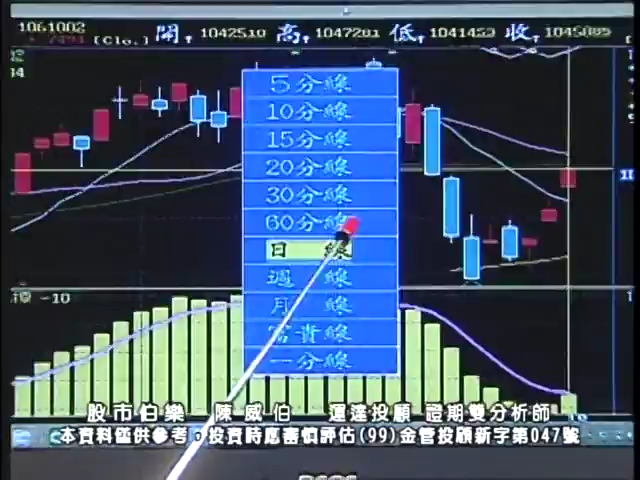 1061002
(Clo.) 開 1042510 高 1047281 低 1041453 收 1045885
5分線
10分線
15分線
20分線
30分線
60分線
日 線
週 線
月 線
富貴線
一分線
-10
股市伯樂 陳威伯 運達投顧 證期雙分析師
本資料僅供參考。投資時應審慎評估(99)金管投顧新字第047號